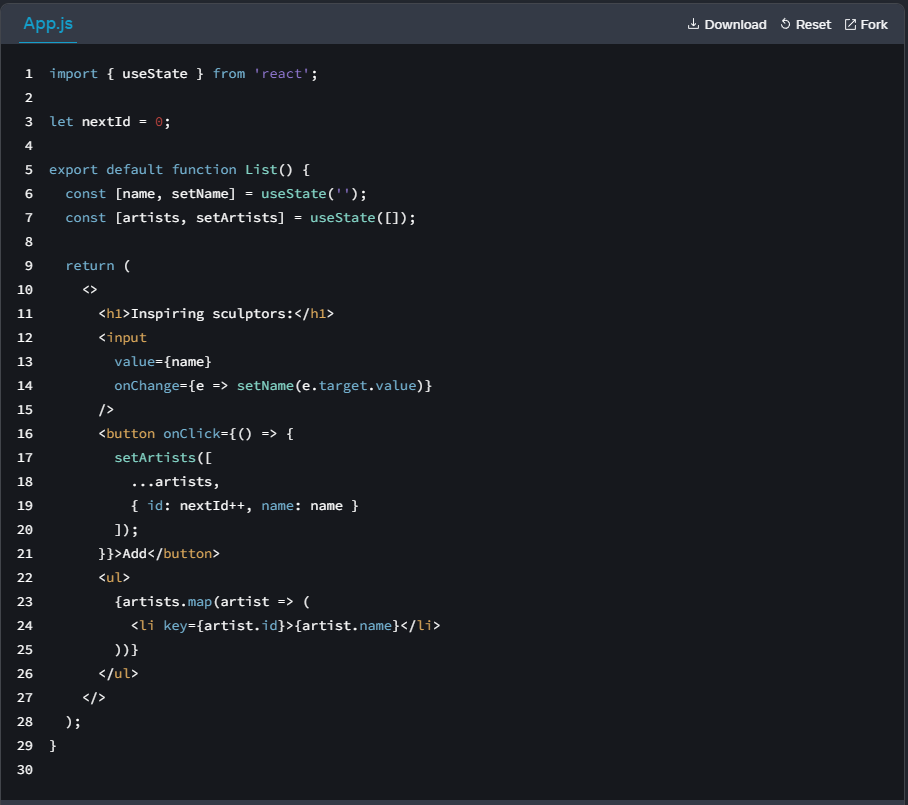 App.js
Download Reset Fork
1 import { useState } from 'react';
2
3 let nextId = 0;
4
5 export default function List() {
6   const [name, setName] = useState('');
7   const [artists, setArtists] = useState([]);
8
9   return (
10     <>
11       <h1>Inspiring sculptors:</h1>
12       <input
13         value={name}
14         onChange={e => setName(e.target.value)}
15       />
16       <button onClick={() => {
17         setArtists([
18           ...artists,
19           { id: nextId++, name: name }
20         ]);
21       }}>Add</button>
22       <ul>
23         {artists.map(artist => (
24           <li key={artist.id}>{artist.name}</li>
25         ))}
26       </ul>
27     </>
28   );
29 }
30